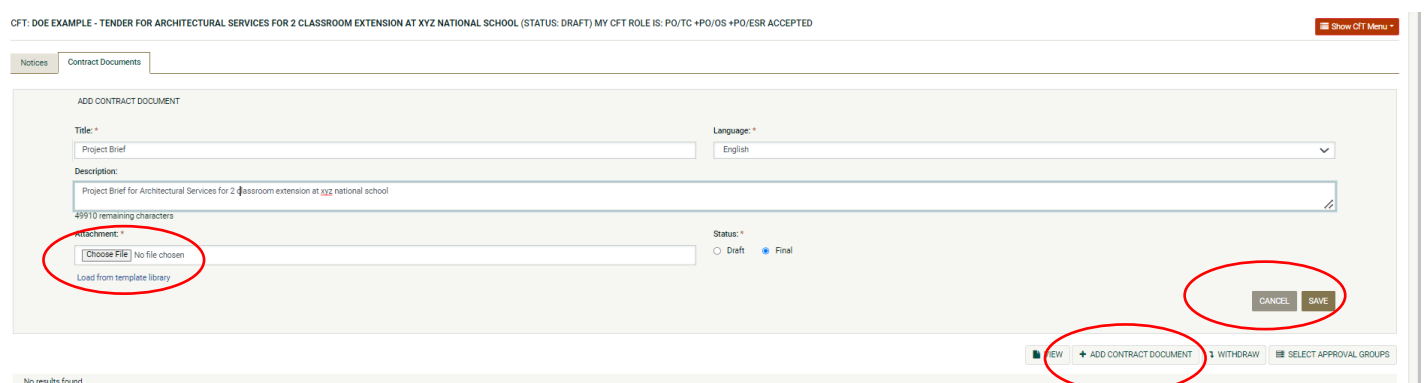 CFT: DOE EXAMPLE - TENDER FOR ARCHITECTURAL SERVICES FOR 2 CLASSROOM EXTENSION AT XYZ NATIONAL SCHOOL (STATUS: DRAFT) MY CFT ROLE IS: PO/TC +PO/OS +PO/ESR ACCEPTED
Show CfT Menu
Notices Contract Documents
ADD CONTRACT DOCUMENT
Title: * Language: *
Project Brief English
Description:
Project Brief for Architectural Services for 2 classroom extension at xyz national school
49910 remaining characters
Attachment: * Status: *
Choose File No file chosen Draft Final
Load from template library
CANCEL SAVE
VIEW + ADD CONTRACT DOCUMENT WITHDRAW SELECT APPROVAL GROUPS
No results found